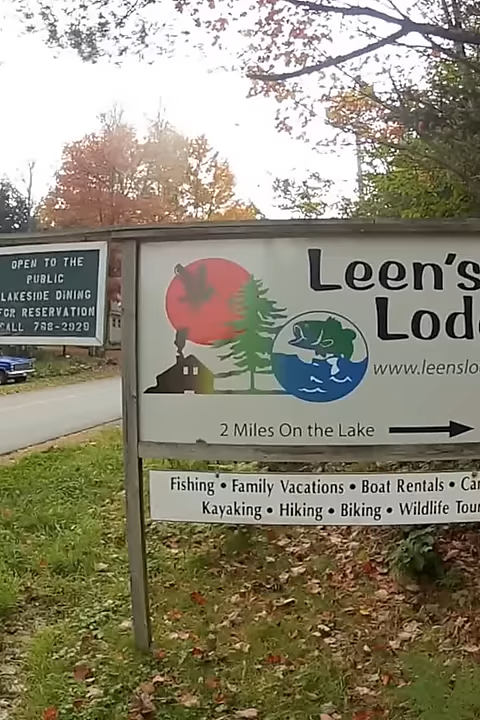 OPEN TO THE
PUBLIC
LAKESIDE DINING
FOR RESERVATION
CALL 796-2929
Leen's
Lod
www.leenslo
2 Miles On the Lake
Fishing • Family Vacations • Boat Rentals • Ca
Kayaking • Hiking • Biking • Wildlife Tour